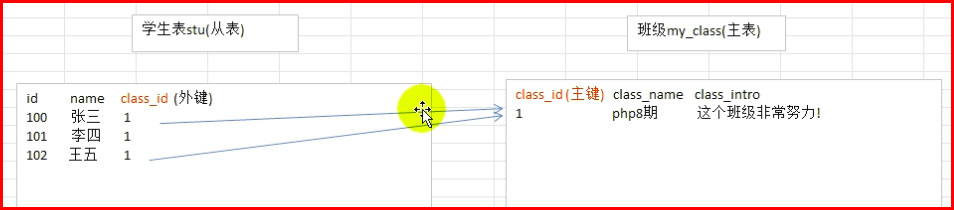 学生表stu(从表)
班级my_class(主表)
id name class_id (外键)
100 张三 1
101 李四 1
102 王五 1
class_id (主键) class_name class_intro
1 php8期 这个班级非常努力!